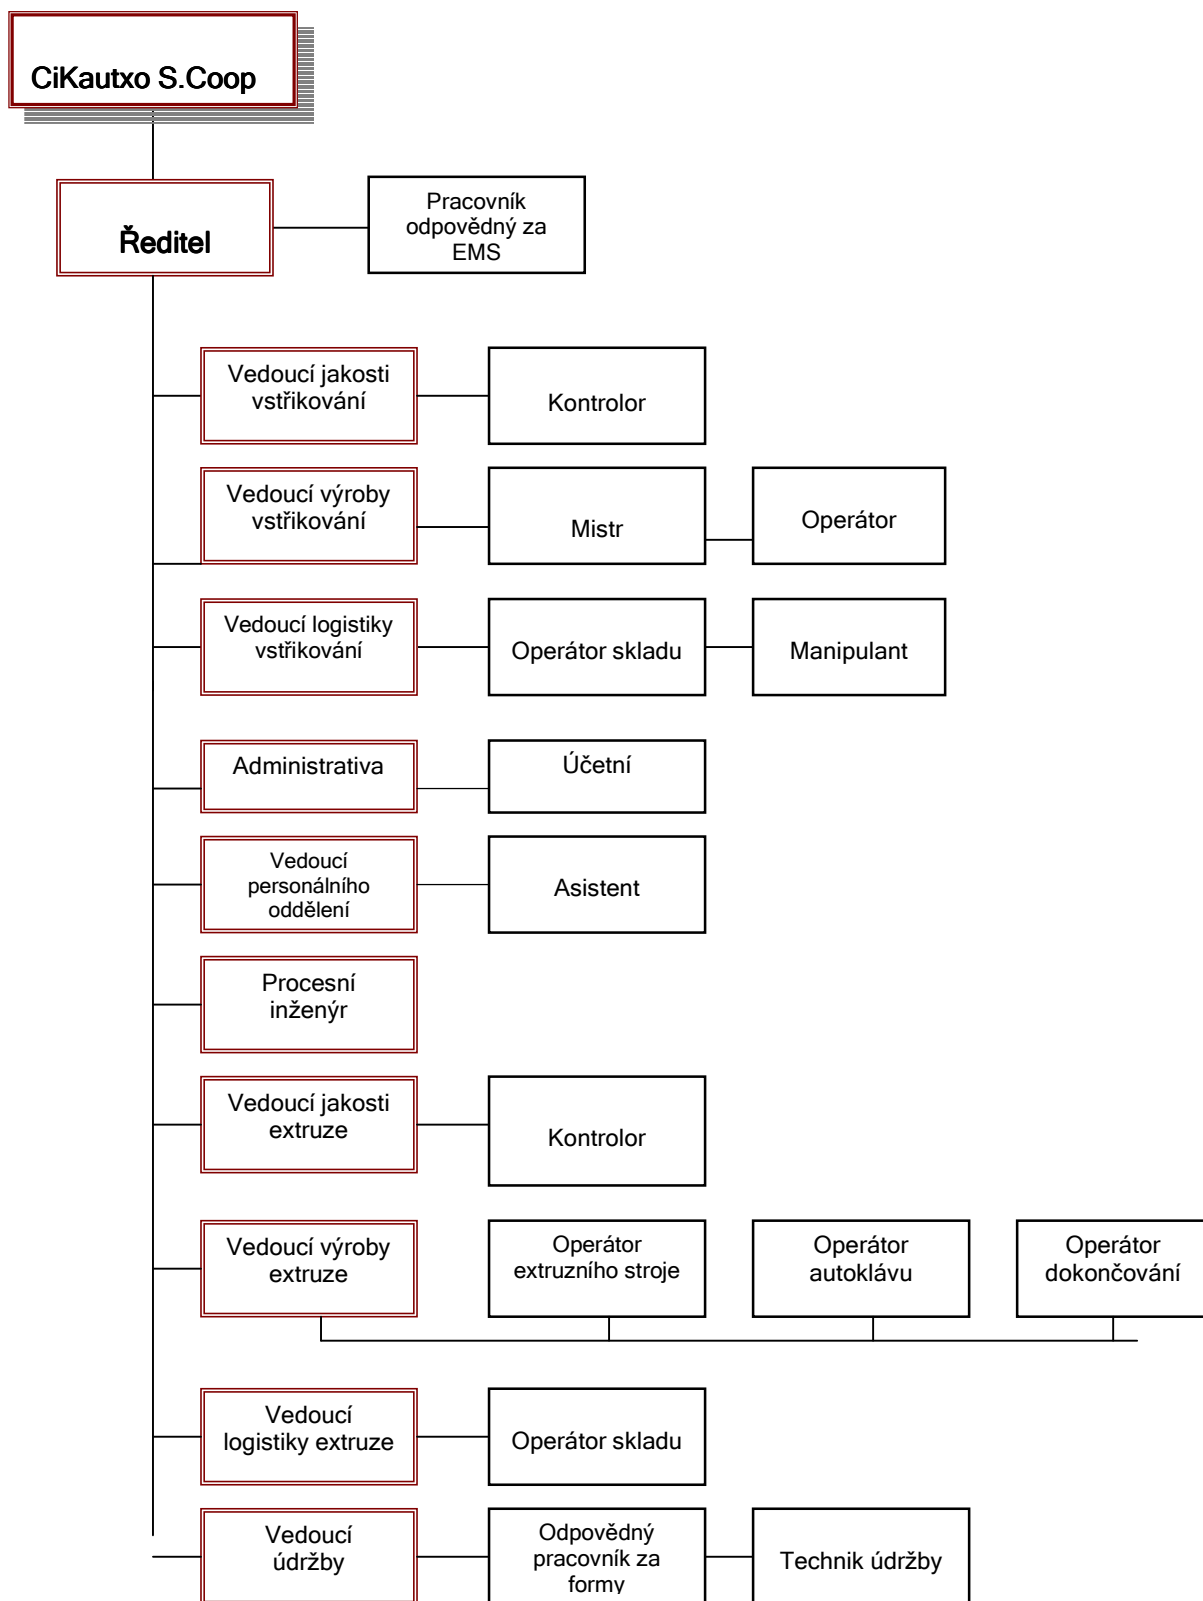 CiKautxo S.Coop
Ředitel
Pracovník
odpovědný za
EMS
Vedoucí jakosti
vstřikování
Kontrolor
Vedoucí výroby
vstřikování
Mistr
Operátor
Vedoucí logistiky
vstřikování
Operátor skladu
Manipulant
Administrativa
Účetní
Vedoucí
personálního
oddělení
Asistent
Procesní
inženýr
Vedoucí jakosti
extruze
Kontrolor
Vedoucí výroby
extruze
Operátor
extruzního stroje
Operátor
autoklávu
Operátor
dokončování
Vedoucí
logistiky extruze
Operátor skladu
Vedoucí
údržby
Odpovědný
pracovník za
formy
Technik údržby